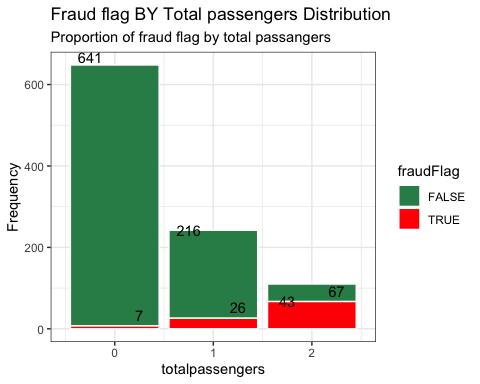 Fraud flag BY Total passengers Distribution
Proportion of fraud flag by total passangers
641
600
400
216
200
67
43
26
7
0
0 1 2
Frequency
totalpassengers
fraudFlag
FALSE
TRUE